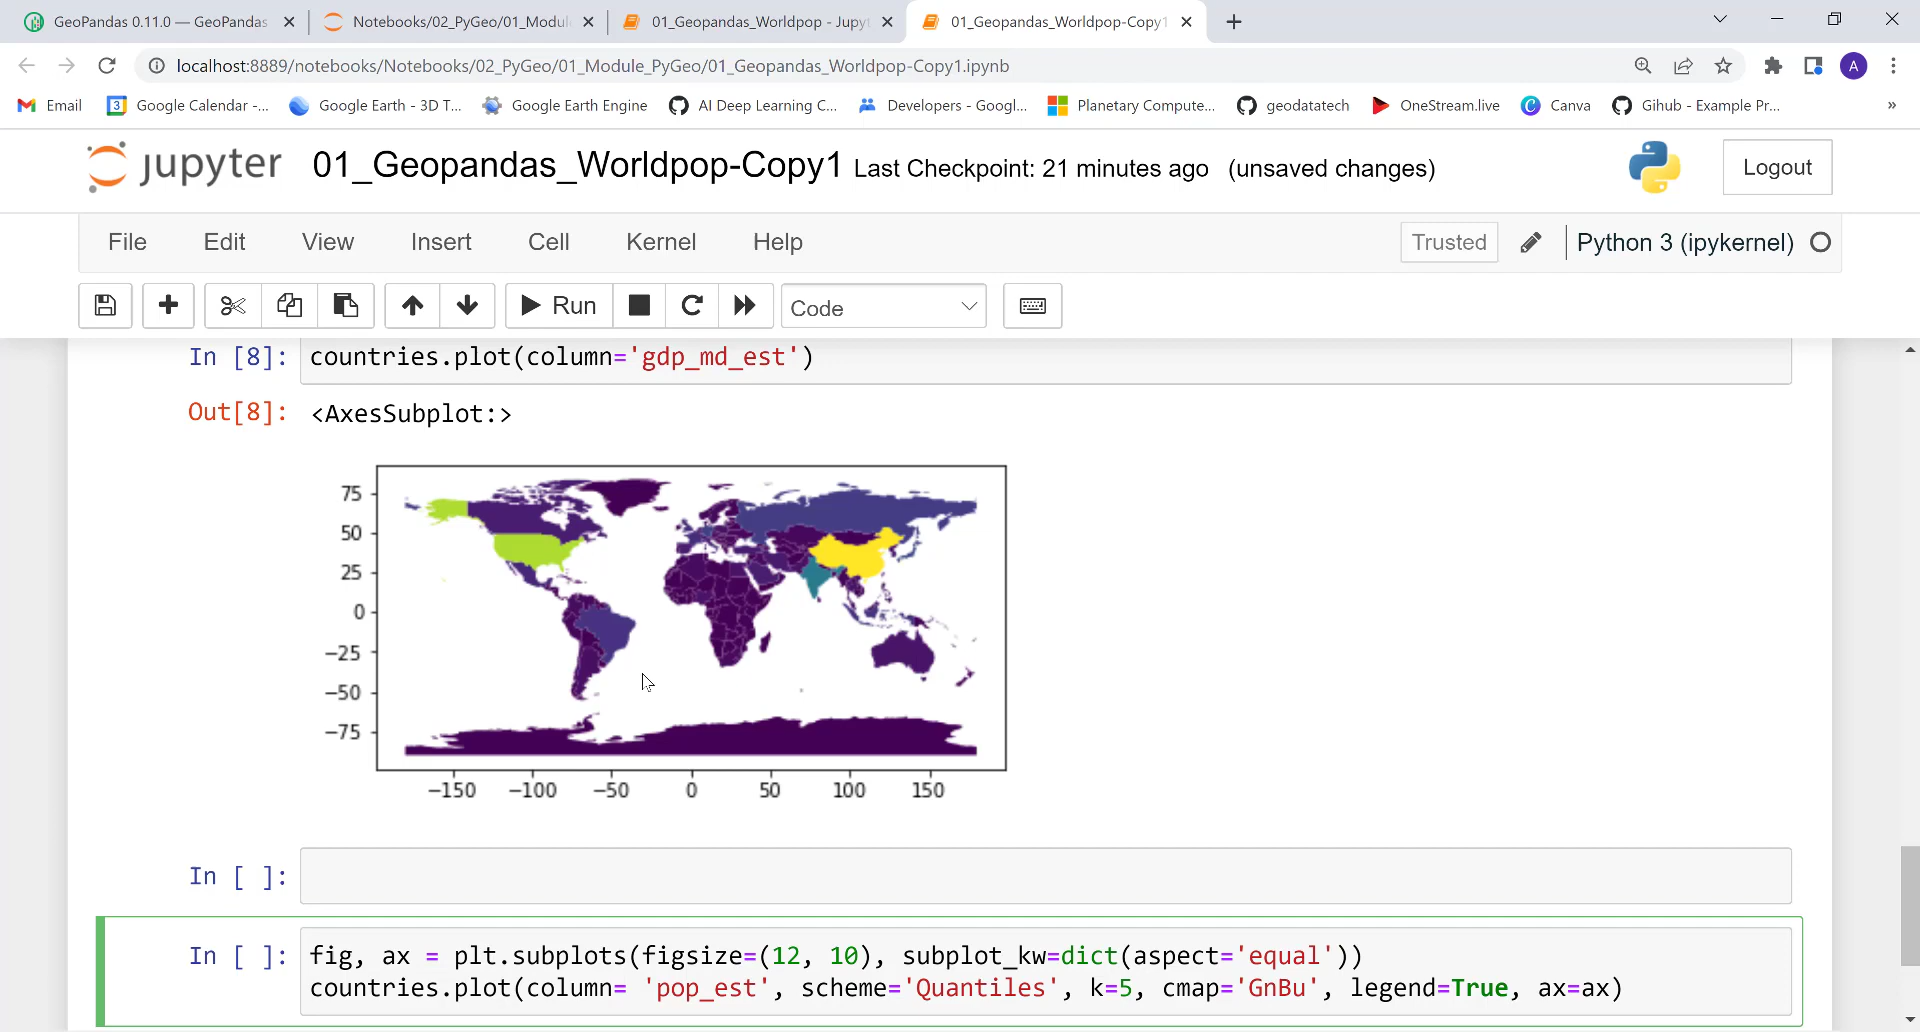 GeoPandas 0.11.0 — GeoPandas
Notebooks/02_PyGeo/01_Modul
01_Geopandas_Worldpop - Jupyt
01_Geopandas_Worldpop-Copy1
localhost:8889/notebooks/Notebooks/02_PyGeo/01_Module_PyGeo/01_Geopandas_Worldpop-Copy1.ipynb
A
Email
3
Google Calendar -...
Google Earth - 3D T...
Google Earth Engine
AI Deep Learning C...
Developers - Googl...
Planetary Compute...
geodatatech
OneStream.live
Canva
Gihub - Example Pr...
»
jupyter
01_Geopandas_Worldpop-Copy1
Last Checkpoint: 21 minutes ago
(unsaved changes)
Logout
File
Edit
View
Insert
Cell
Kernel
Help
Trusted
Python 3 (ipykernel)
Run
Code
In [8]:
countries.plot(column='gdp_md_est')
Out[8]:
<AxesSubplot:>
75
50
25
0
−25
−50
−75
−150
−100
−50
0
50
100
150
In [ ]:
In [ ]:
fig, ax = plt.subplots(figsize=(12, 10), subplot_kw=dict(aspect='equal'))
countries.plot(column= 'pop_est', scheme='Quantiles', k=5, cmap='GnBu', legend=True, ax=ax)